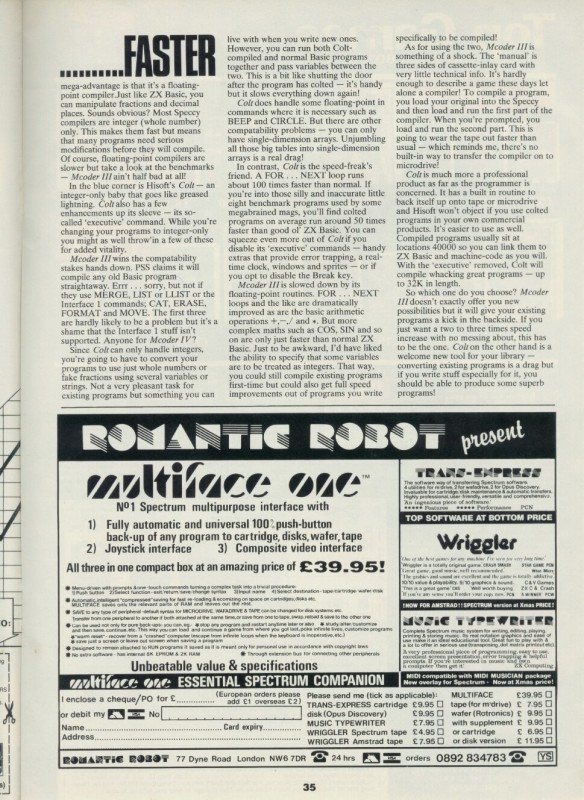 ..........FASTER
mega-advantage is that it is a floating-
point compiler.Just like ZX Basic, you
can manipulate fractions and decimal
places. Sounds obvious? Most Speccy
compilers are integer (whole number)
only. This makes them fast but means
that many programs need serious
modifications before they will compile.
Of course, floating-point compilers are
slower but take a look at the benchmarks
— Mcoder III ain't half bad at all!
In the blue corner is Hisoft's Colt — an
integer-only baby that goes like greased
lightning. Colt also has a few
enhancements up its sleeve — its so-
called 'executive' command. While you're
changing your programs to integer-only
you might as well throw'in a few of these
for added vitality.
Mcoder III wins the compatability
stakes hands down. PSS claims it will
compile any old Basic program
straightaway. Errr . . . sorry, but not if
they use MERGE, LIST or LLIST or the
Interface 1 commands; CAT, ERASE,
FORMAT and MOVE. The first three
are hardly likely to be a problem but it's a
shame that the Interface 1 stuff isn't
supported. Anyone for Mcoder IV?
Since Colt can only handle integers,
you're going to have to convert your
programs to use just whole numbers or
fake fractions using several variables or
strings. Not a very pleasant task for
existing programs but something you can
live with when you write new ones.
However, you can run both Colt-
compiled and normal Basic programs
together and pass variables between the
two. This is a bit like shutting the door
after the program has colted — it's handy
but it slows everything down again!
Colt does handle some floating-point in
commands where it is necessary such as
BEEP and CIRCLE. But there are other
compatability problems — you can only
have single-dimension arrays. Unjumbling
all those big tables into single-dimension
arrays is a real drag!
In contrast, Colt is the speed-freak's
friend. A FOR . . . NEXT loop runs
about 100 times faster than normal. If
you're into those silly and inaccurate little
eight benchmark programs used by some
megabrained mags, you'll find colted
programs on average run around 50 times
faster than good ol' ZX Basic. You can
squeeze even more out of Colt if you
disable its 'executive' commands — handy
extras that provide error trapping, a real-
time clock, windows and sprites — or if
you opt to disable the Break key.
Mcoder III is slowed down by its
floating-point routines. FOR . . . NEXT
loops and the like are dramatically
improved as are the basic arithmetic
operations +,−,/ and *. But more
complex maths such as COS, SIN and so
on are only just faster than normal ZX
Basic. Just to be awkward, I'd have liked
the ability to specify that some variables
are to be treated as integers. That way,
you could still compile existing programs
first-time but could also get full speed
improvements out of programs you write
specifically to be compiled!
As for using the two, Mcoder III is
something of a shock. The 'manual' is
three sides of cassette-inlay card with
very little technical info. It's hardly
enough to describe a game these days let
alone a compiler! To compile a program,
you load your original into the Speccy
and then load and run the first part of the
compiler. When you're prompted, you
load and run the second part. This is
going to wear the tape out faster than
usual — which reminds me, there's no
built-in way to transfer the compiler on to
microdrive!
Colt is much a more professional
product as far as the programmer is
concerned. It has a built in routine to
back itself up onto tape or microdrive
and Hisoft won't object if you use colted
programs in your own commercial
products. It's easier to use as well.
Compiled programs usually sit at
locations 40000 so you can link them to
ZX Basic and machine-code as you will.
With the 'executive' removed, Colt will
compile whacking great programs — up
to 32K in length.
So which one do you choose? Mcoder
III doesn't exactly offer you new
possibilities but it will give your existing
programs a kick in the backside. If you
just want a two to three times speed
increase with no messing about, this has
to be the one. Colt on the other hand is a
welcome new tool for your library —
converting existing programs is a drag but
if you write stuff especially for it, you
should be able to produce some superb
programs!
ROMANTIC ROBOT present
multiface one™
Nº1 Spectrum multipurpose interface with
1) Fully automatic and universal 100% push-button
back-up of any program to cartridge, disks, wafer, tape
2) Joystick interface 3) Composite video interface
All three in one compact box at an amazing price of £39.95!
Menu-driven with prompts & one-touch commands turning a complex task into a trivial procedure:
Unbeatable value & specifications
multiface one ESSENTIAL SPECTRUM COMPANION
TRANS-EXPRESS
The software way of transferring Spectrum software.
TOP SOFTWARE AT BOTTOM PRICE
Wriggler
NOW FOR AMSTRAD!! SPECTRUM version at Xmas PRICE!
MUSIC TYPEWRITER
MIDI compatible with MIDI MUSICIAN package
New overlay for Spectrum - Now at Xmas price!
I enclose a cheque/PO for £
(European orders please
add £1 overseas £2)
or debit my No
Name Card expiry
Address
Please send me (tick as applicable):
TRANS-EXPRESS cartridge £9.95
disk (Opus Discovery) £9.95
MUSIC TYPEWRITER £7.95
WRIGGLER Spectrum tape £4.95
WRIGGLER Amstrad tape £7.95
MULTIFACE £39.95
tape (for m'drive) £ 7.95
wafer (Rotronics) £ 9.95
with supplement £ 9.95
or cartridge £ 6.95
or disk version £ 11.95
ROMANTIC ROBOT 77 Dyne Road London NW6 7DR 24 hrs orders 0892 834783 YS
35